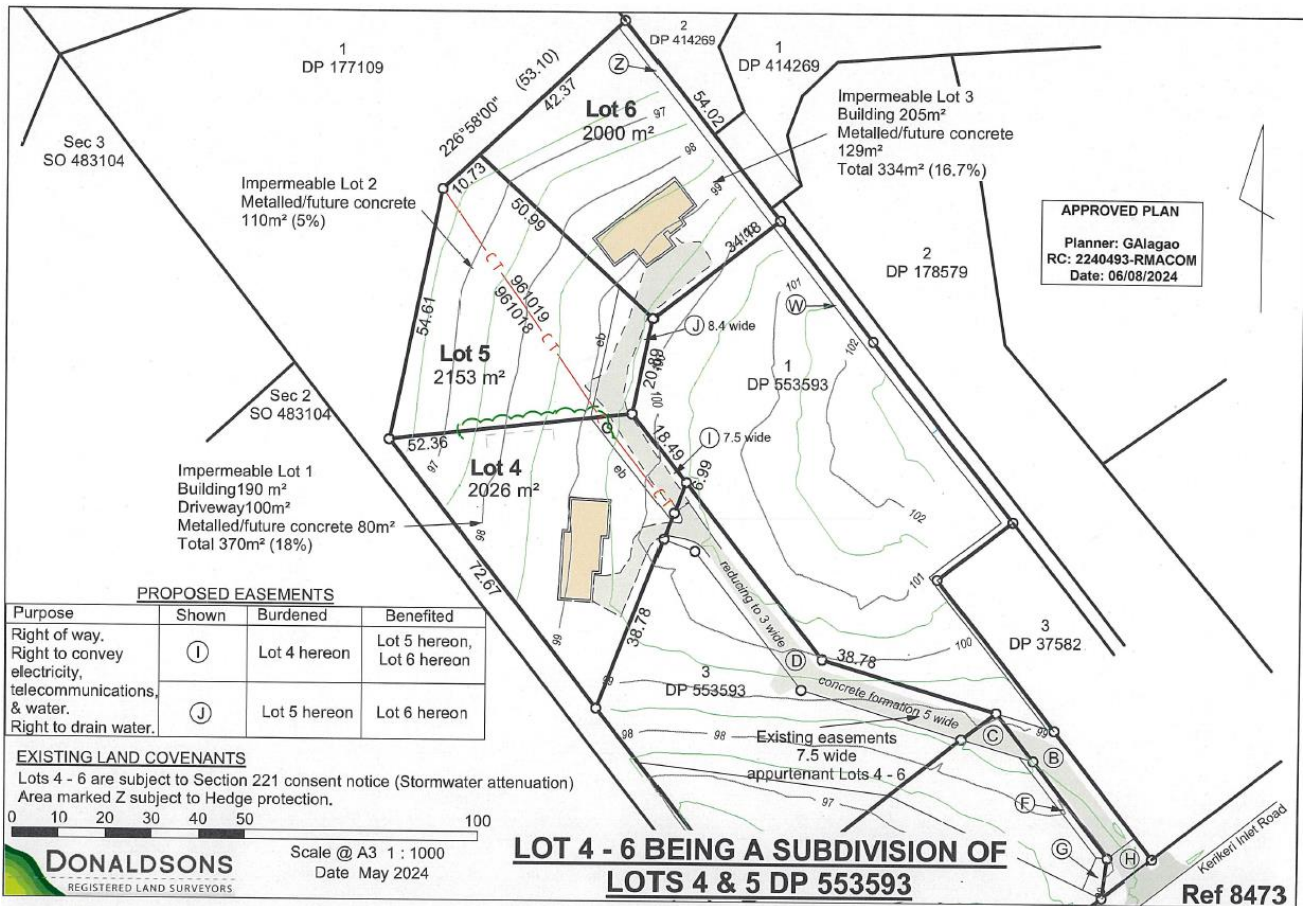 1
DP 177109
Sec 3
SO 483104
226°58'00"
(53.10)
42.37
10.73
50.99
54.61
2
DP 414269
1
DP 414269
Z
54.02
Lot 6
2000 m²
97
98
99
34.18
Impermeable Lot 3
Building 205m²
Metalled/future concrete
129m²
Total 334m² (16.7%)
Impermeable Lot 2
Metalled/future concrete
110m² (5%)
APPROVED PLAN
Planner: GAlagao
RC: 2240493-RMACOM
Date: 06/08/2024
2
DP 178579
CT
961019
961018
CT
CT
Lot 5
2153 m²
eb
J 8.4 wide
20.89
100
101
W
102
1
DP 553593
Sec 2
SO 483104
52.36
97
18.49
I 7.5 wide
6.99
Lot 4
2026 m²
eb
Impermeable Lot 1
Building190 m²
Driveway100m²
Metalled/future concrete 80m²
Total 370m² (18%)
98
72.67
99
38.78
102
101
100
reducing to 3 wide
D
38.78
3
DP 37582
3
DP 553593
concrete formation 5 wide
99
98
98
97
99
Existing easements
7.5 wide
appurtenant Lots 4 - 6
C
B
F
G
H
Kerikeri Inlet Road
PROPOSED EASEMENTS
Purpose Shown Burdened Benefited
Right of way.
Right to convey
electricity,
telecommunications,
& water.
Right to drain water.
I Lot 4 hereon Lot 5 hereon,
Lot 6 hereon
J Lot 5 hereon Lot 6 hereon
EXISTING LAND COVENANTS
Lots 4 - 6 are subject to Section 221 consent notice (Stormwater attenuation)
Area marked Z subject to Hedge protection.
0 10 20 30 40 50 100
DONALDSONS
REGISTERED LAND SURVEYORS
Scale @ A3 1 : 1000
Date May 2024
LOT 4 - 6 BEING A SUBDIVISION OF
LOTS 4 & 5 DP 553593
Ref 8473